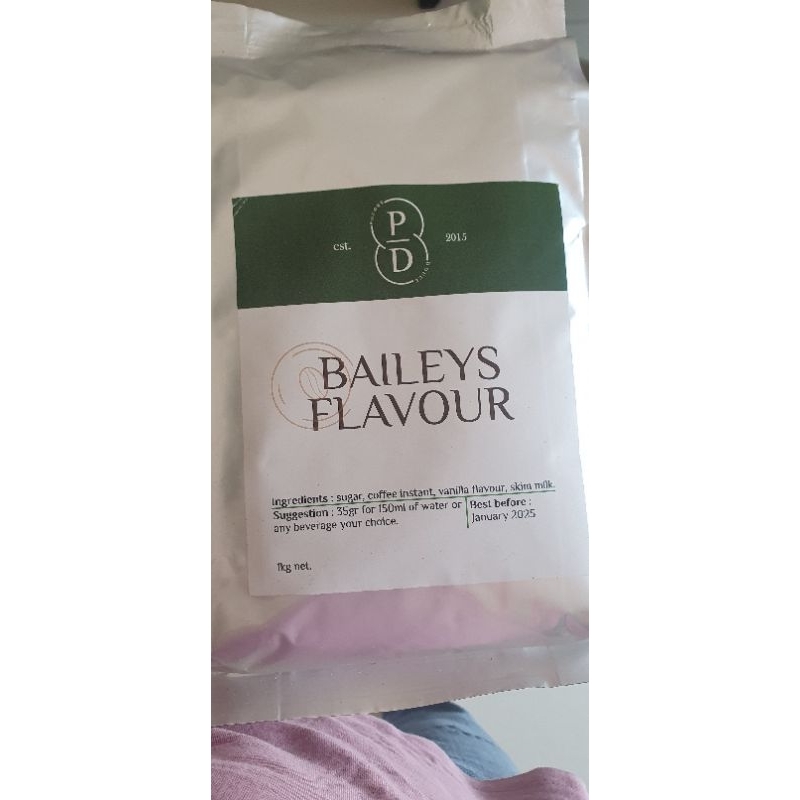 est.
P
D
2015
BAILEYS
FLAVOUR
Ingredients : sugar, coffee instant, vanilla flavour, skim milk.
Suggestion : 35gr for 150ml of water or
any beverage your choice.
Best before :
January 2025
1kg net.